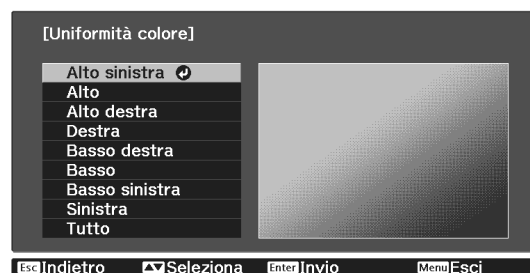 [Uniformità colore]
Alto sinistra
Alto
Alto destra
Destra
Basso destra
Basso
Basso sinistra
Sinistra
Tutto
Esc Indietro Seleziona Enter Invio Menu Esci